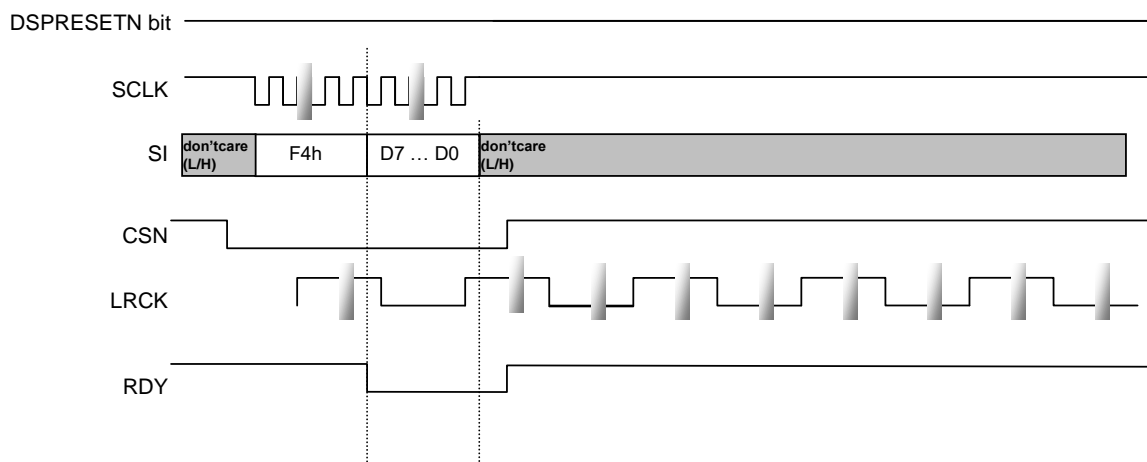 DSPRESETN bit
SCLK
SI
don'tcare
(L/H)
F4h
D7 … D0
don'tcare
(L/H)
CSN
LRCK
RDY